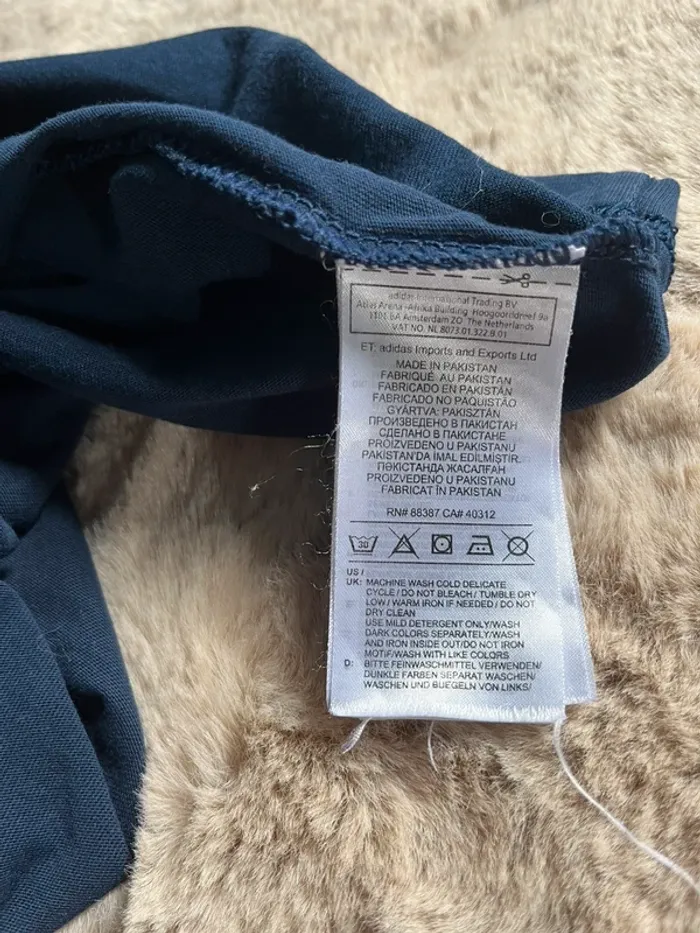 adidas International Trading BV
Atlas Arena -Afrika Building Hoogoorddreef 9a
1101 BA Amsterdam ZO The Netherlands
VAT NO. NL 8073.01.322.B.01
ET: adidas Imports and Exports Ltd
MADE IN PAKISTAN
FABRIQUÉ AU PAKISTAN
FABRICADO EN PAKISTÁN
FABRICADO NO PAQUISTÃO
GYÁRTVA: PAKISZTÁN
ПРОИЗВЕДЕНО В ПАКИСТАН
СДЕЛАНО В ПАКИСТАНЕ
PROIZVEDENO U PAKISTANU
PAKİSTAN'DA İMAL EDİLMİŞTİR.
ПӘКІСТАНДА ЖАСАЛҒАН
PROIZVEDENO U PAKISTAN
FABRICAT ÎN PAKISTAN
RN# 88387 CA# 40312
30
US /
UK: MACHINE WASH COLD DELICATE
CYCLE / DO NOT BLEACH / TUMBLE DRY
LOW / WARM IRON IF NEEDED / DO NOT
DRY CLEAN
USE MILD DETERGENT ONLY/WASH
DARK COLORS SEPARATELY/WASH
AND IRON INSIDE OUT/DO NOT IRON
MOTIF/WASH WITH LIKE COLORS
D: BITTE FEINWASCHMITTEL VERWENDEN/
DUNKLE FARBEN SEPARAT WASCHEN/
WASCHEN UND BUEGELN VON LINKS/